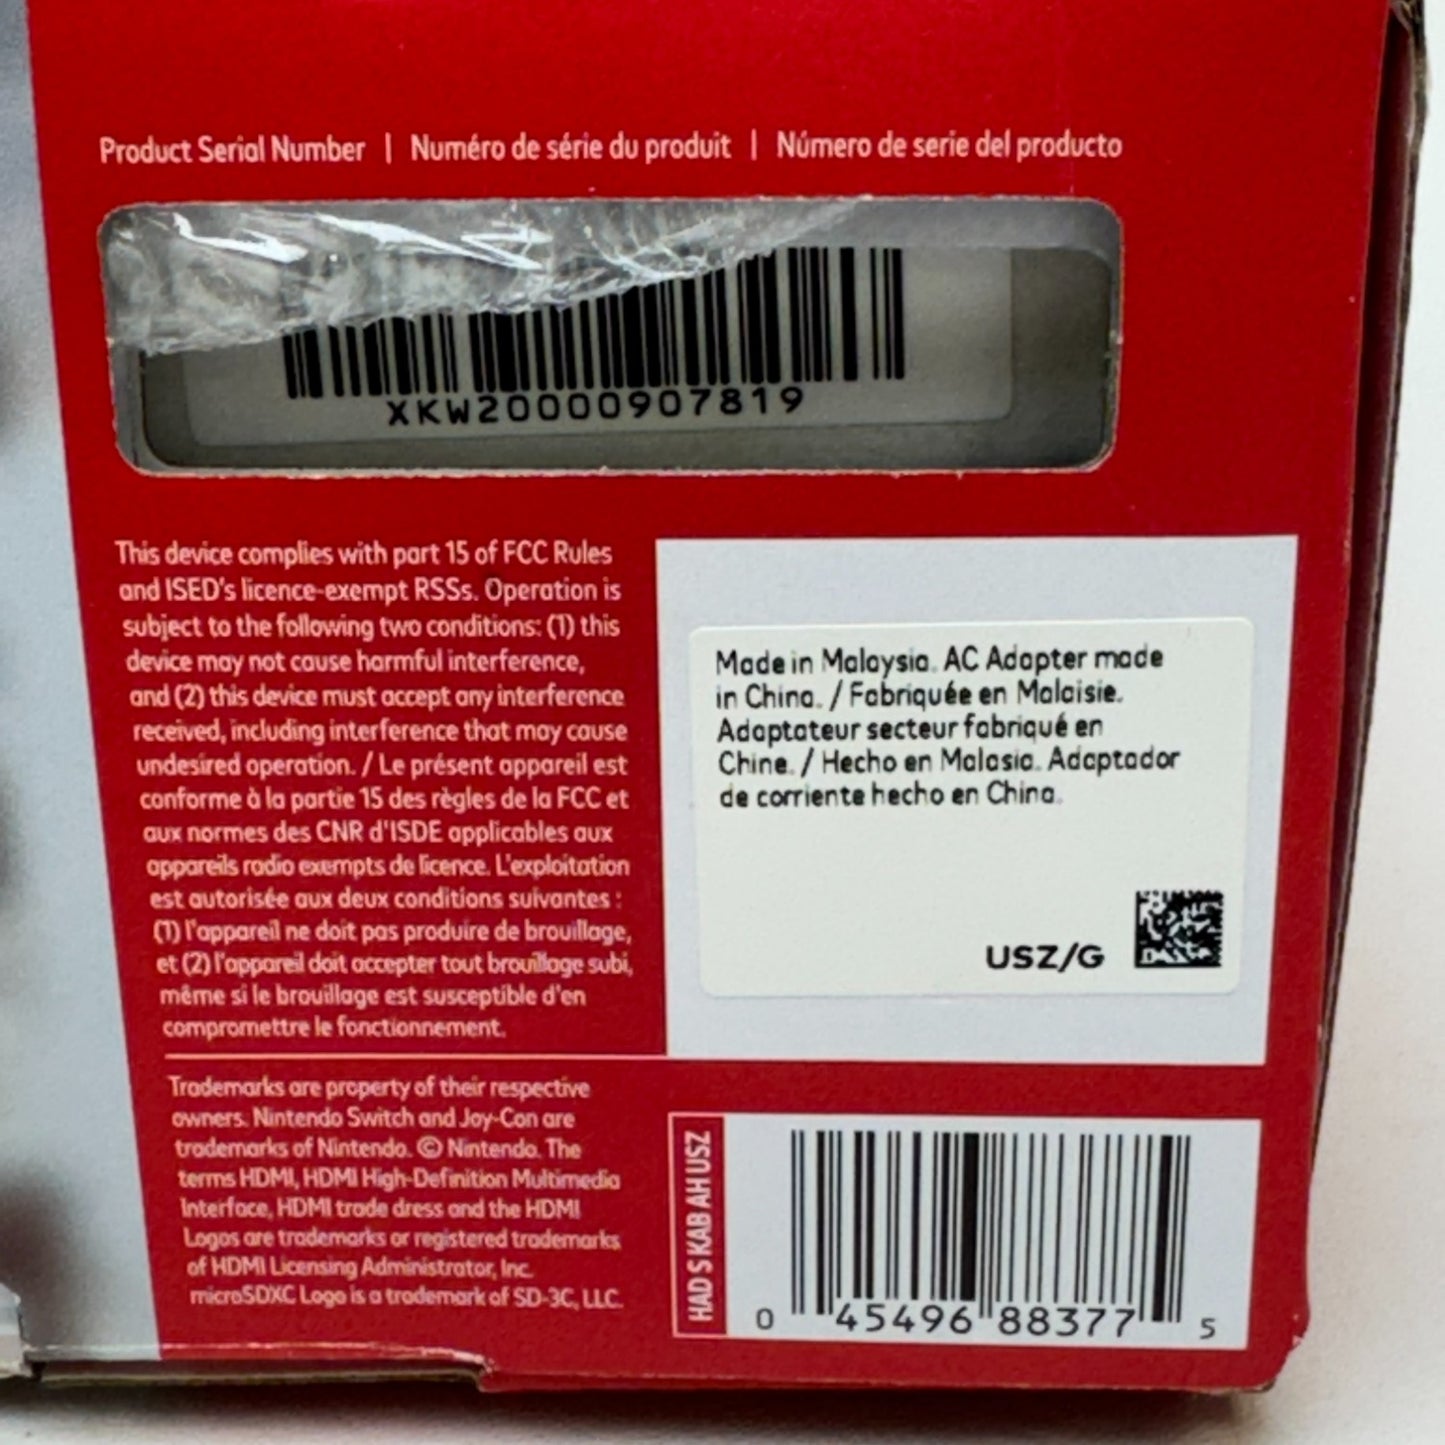 Product Serial Number | Numéro de série du produit | Número de serie del producto
XKW20000907819
This device complies with part 15 of FCC Rules
and ISED's licence-exempt RSSs. Operation is
subject to the following two conditions: (1) this
device may not cause harmful interference,
and (2) this device must accept any interference
received, including interference that may cause
undesired operation. / Le présent appareil est
conforme à la partie 15 des règles de la FCC et
aux normes des CNR d'ISDE applicables aux
appareils radio exempts de licence. L'exploitation
est autorisée aux deux conditions suivantes :
(1) l'appareil ne doit pas produire de brouillage,
et (2) l'appareil doit accepter tout brouillage subi,
même si le brouillage est susceptible d'en
compromettre le fonctionnement.
Trademarks are property of their respective
owners. Nintendo Switch and Joy-Con are
trademarks of Nintendo. © Nintendo. The
terms HDMI, HDMI High-Definition Multimedia
Interface, HDMI trade dress and the HDMI
Logos are trademarks or registered trademarks
of HDMI Licensing Administrator, Inc.
microSDXC Logo is a trademark of SD-3C, LLC.
Made in Malaysia. AC Adapter made
in China. / Fabriquée en Malaisie.
Adaptateur secteur fabriqué en
Chine. / Hecho en Malasia. Adaptador
de corriente hecho en China.
USZ/G
HAD S KAB AH USZ
0 45496 88377 5